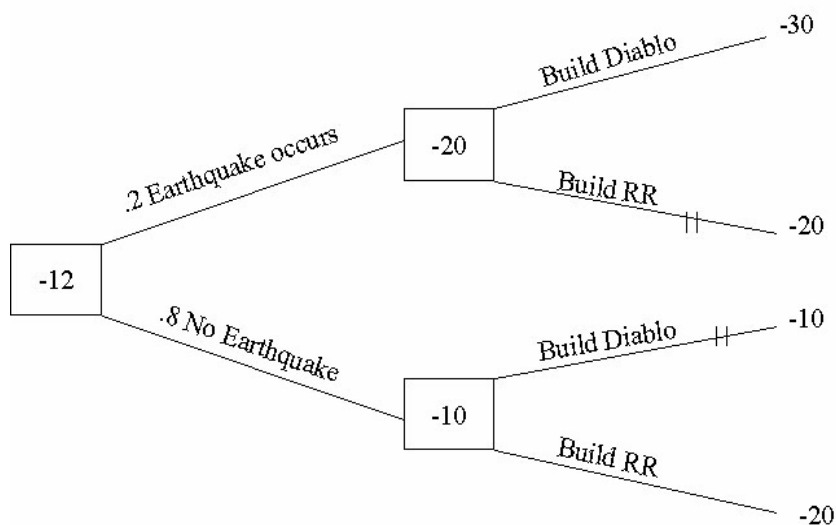 -30
Build Diablo
.2 Earthquake occurs
-20
Build RR
-20
-12
.8 No Earthquake
-10
Build Diablo
-10
Build RR
-20